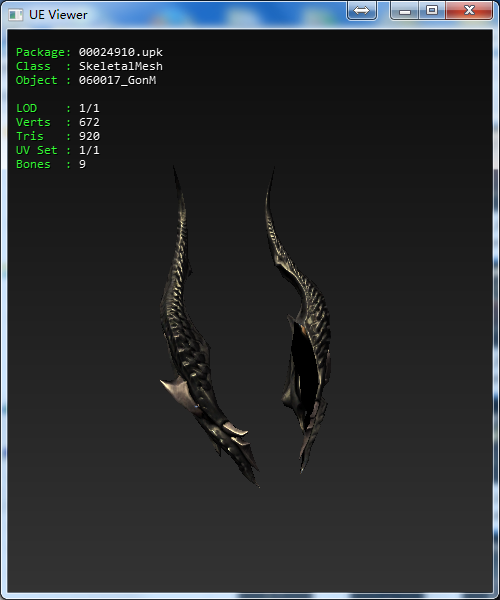 UE Viewer
Package: 00024910.upk
Class : SkeletalMesh
Object : 060017_GonM
LOD : 1/1
Verts : 672
Tris : 920
UV Set : 1/1
Bones : 9